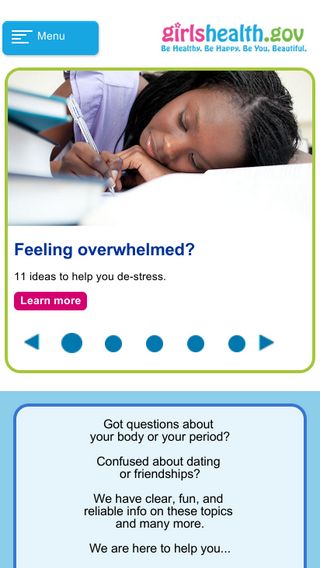 Menu
girlshealth.gov
Be Healthy. Be Happy. Be You. Beautiful.
Feeling overwhelmed?
11 ideas to help you de-stress.
Learn more
Got questions about
your body or your period?
Confused about dating
or friendships?
We have clear, fun, and
reliable info on these topics
and many more.
We are here to help you...